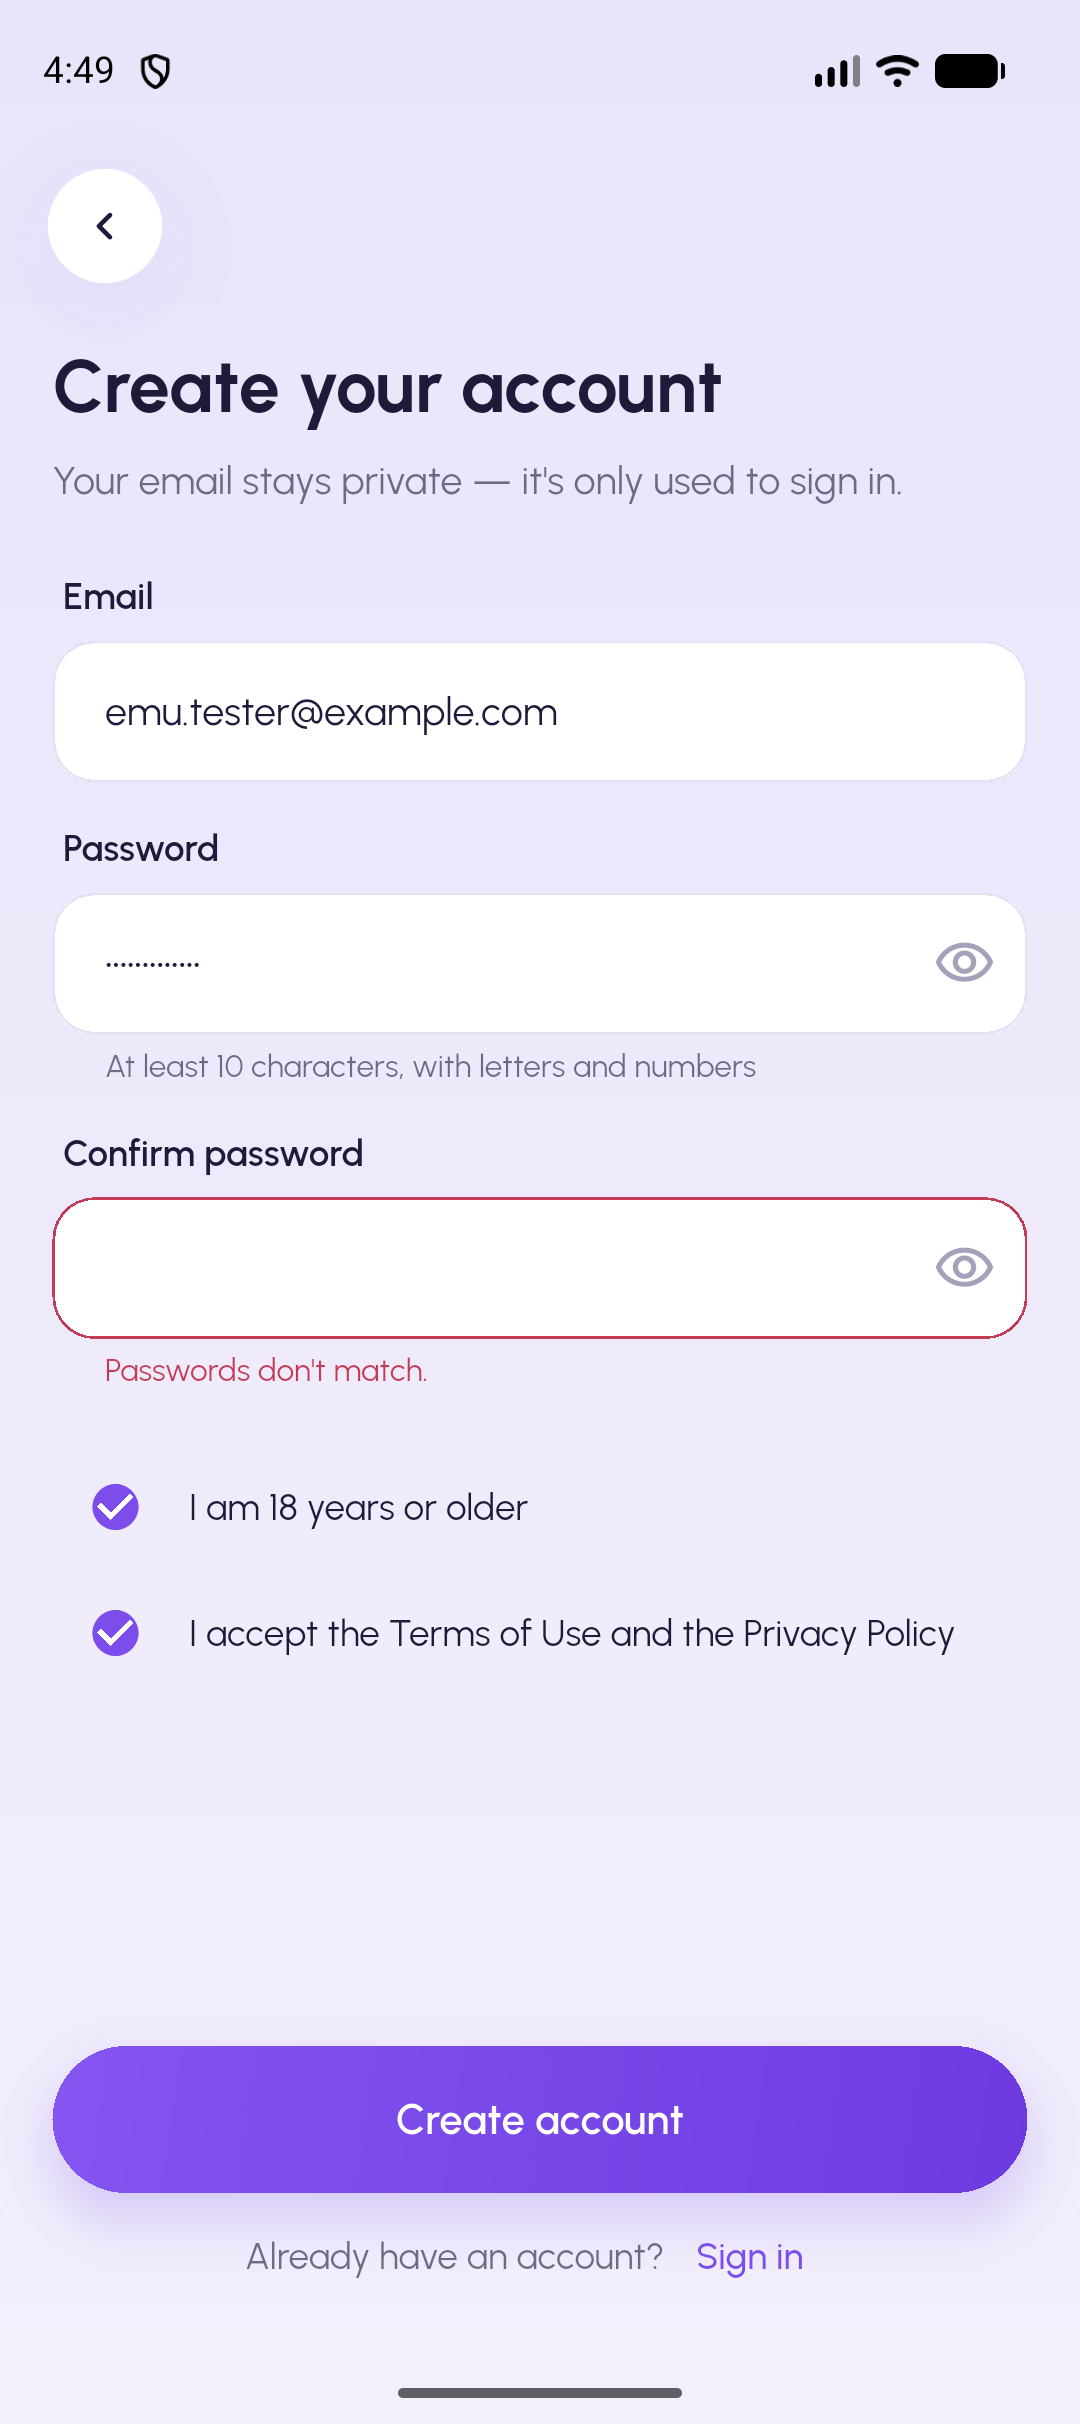 4:49
Create your account
Your email stays private — it's only used to sign in.
Email
emu.tester@example.com
Password
•••••••••••••
At least 10 characters, with letters and numbers
Confirm password
Passwords don't match.
I am 18 years or older
I accept the Terms of Use and the Privacy Policy
Create account
Already have an account? Sign in